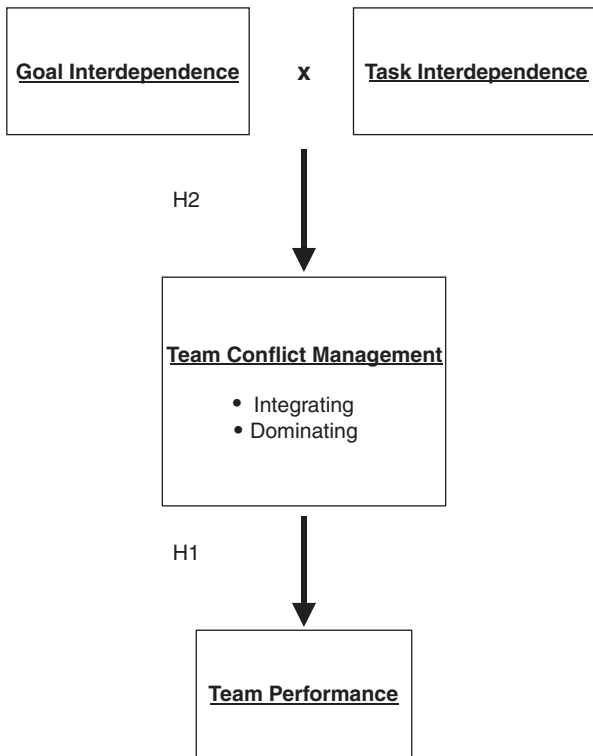 Goal Interdependence x Task Interdependence
H2
Team Conflict Management
• Integrating
• Dominating
H1
Team Performance